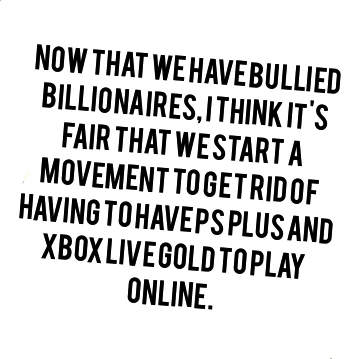 NOW THAT WE HAVE BULLIED
BILLIONAIRES, I THINK IT'S
FAIR THAT WE START A
MOVEMENT TO GET RID OF
HAVING TO HAVE PS PLUS AND
XBOX LIVE GOLD TO PLAY
ONLINE.